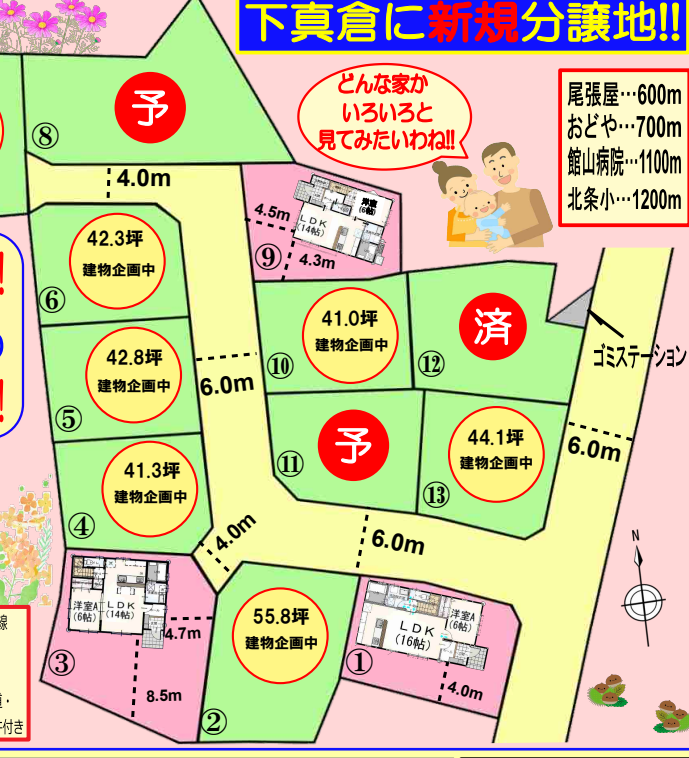 下真倉に新規分譲地!!
どんな家か
いろいろと
見てみたいわね!!
尾張屋…600m
おどや…700m
館山病院…1100m
北条小…1200m
⑧
予
4.0m
⑥
42.3坪
建物企画中
⑤
42.8坪
建物企画中
④
41.3坪
建物企画中
6.0m
⑨
4.5m
4.3m
LDK
(14帖)
洋室
(6帖)
⑩
41.0坪
建物企画中
⑫
済
ゴミステーション
⑪
予
⑬
44.1坪
建物企画中
6.0m
4.0m
6.0m
N
③
洋室A
(6帖)
LDK
(14帖)
4.7m
8.5m
②
55.8坪
建物企画中
①
LDK
(16帖)
洋室A
(6帖)
4.0m
線
付き